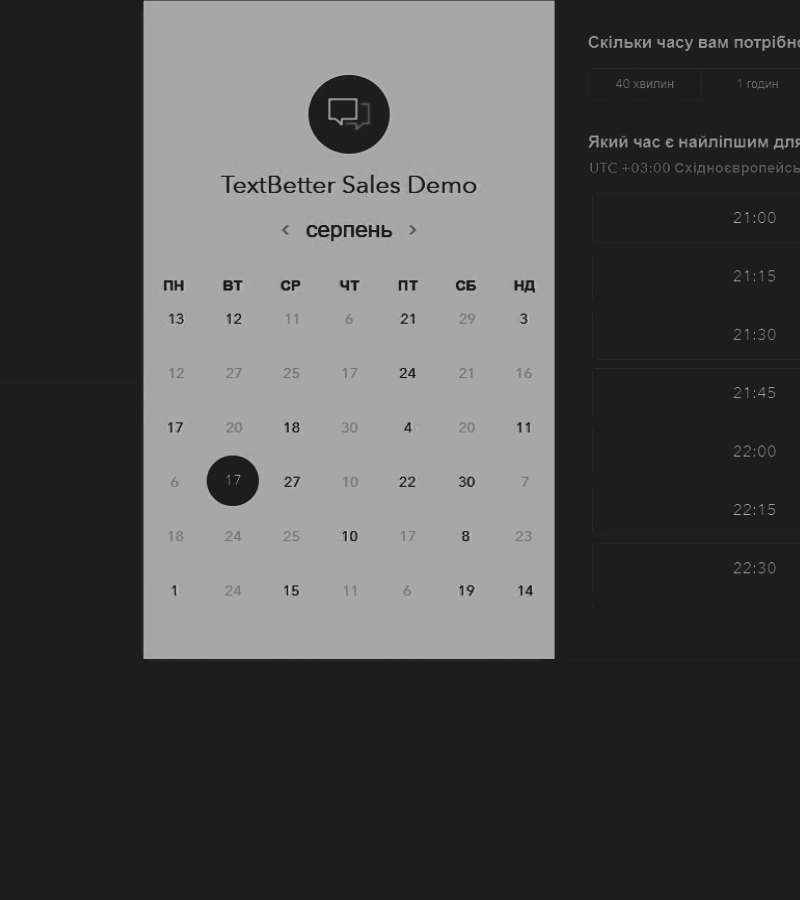 TextBetter Sales Demo
серпень
ПН ВТ СР ЧТ ПТ СБ НД
13 12 11 6 21 29 3
12 27 25 17 24 21 16
17 20 18 30 4 20 11
6 17 27 10 22 30 7
18 24 25 10 17 8 23
1 24 15 11 6 19 14
Скільки часу вам потрібно
40 хвилин 1 годин
Який час є найліпшим для
UTC +03:00 Східноєвропейсь
21:00
21:15
21:30
21:45
22:00
22:15
22:30